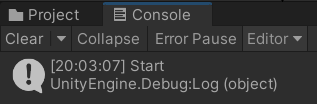 Project Console
Clear Collapse Error Pause Editor
[20:03:07] Start
UnityEngine.Debug:Log (object)